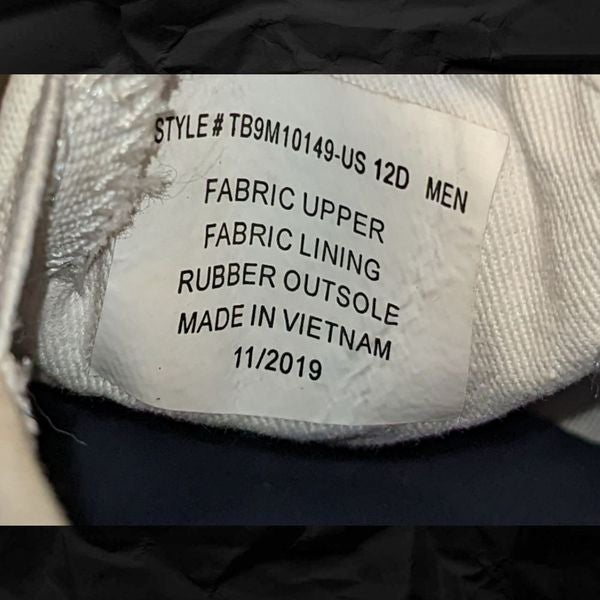 STYLE# TB9M10149-US 12D MEN
FABRIC UPPER
FABRIC LINING
RUBBER OUTSOLE
MADE IN VIETNAM
11/2019